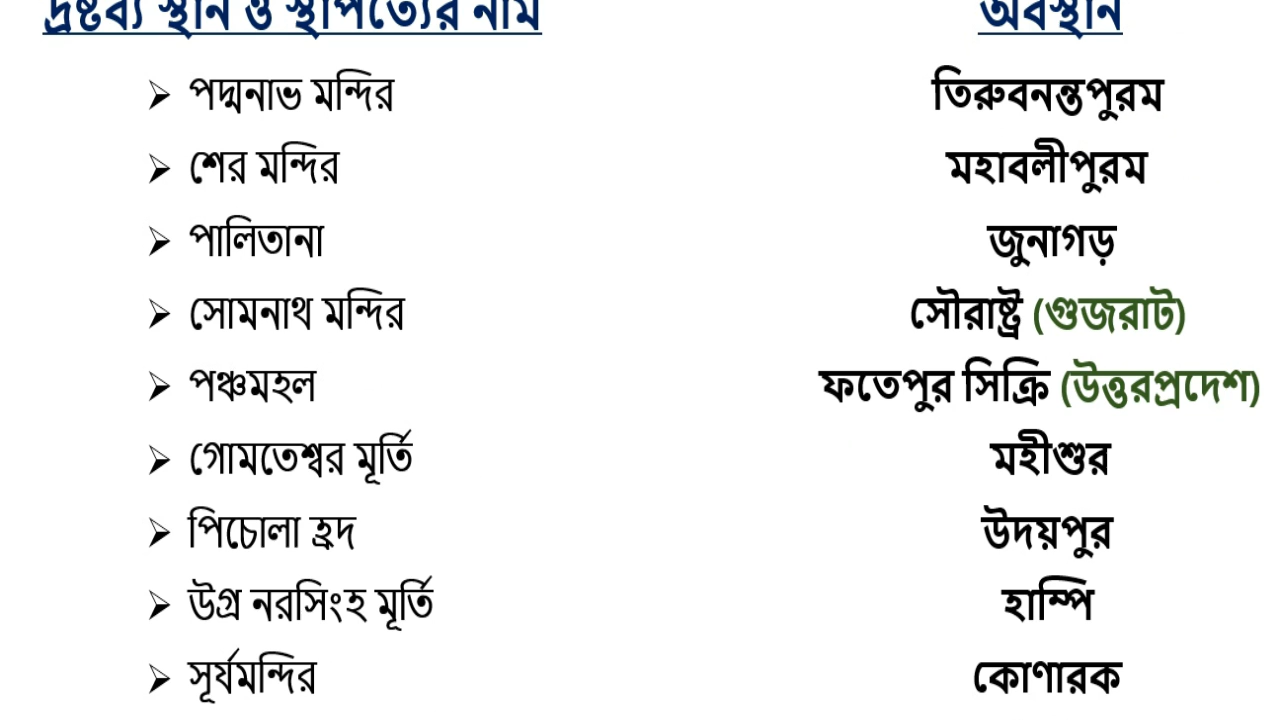 দ্রষ্টব্য স্থান ও স্থাপত্যের নাম অবস্থান
➢ পদ্মনাভ মন্দির তিরুবনন্তপুরম
➢ শের মন্দির মহাবলীপুরম
➢ পালিতানা জুনাগড়
➢ সোমনাথ মন্দির সৌরাষ্ট্র (গুজরাট)
➢ পঞ্চমহল ফতেপুর সিক্রি (উত্তরপ্রদেশ)
➢ গোমতেশ্বর মূর্তি মহীশুর
➢ পিচোলা হ্রদ উদয়পুর
➢ উগ্র নরসিংহ মূর্তি হাম্পি
➢ সূর্যমন্দির কোণারক